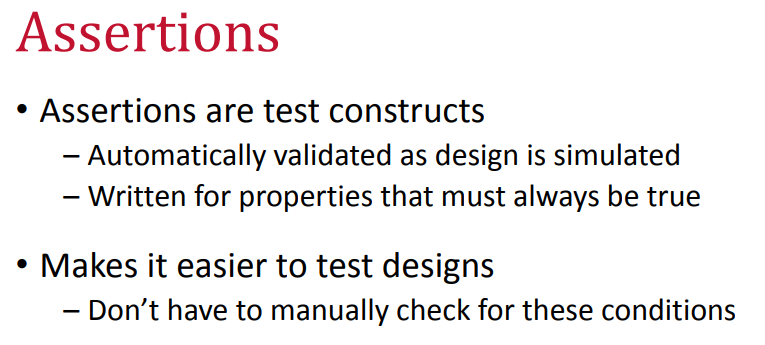 Assertions
• Assertions are test constructs
– Automatically validated as design is simulated
– Written for properties that must always be true
• Makes it easier to test designs
– Don’t have to manually check for these conditions